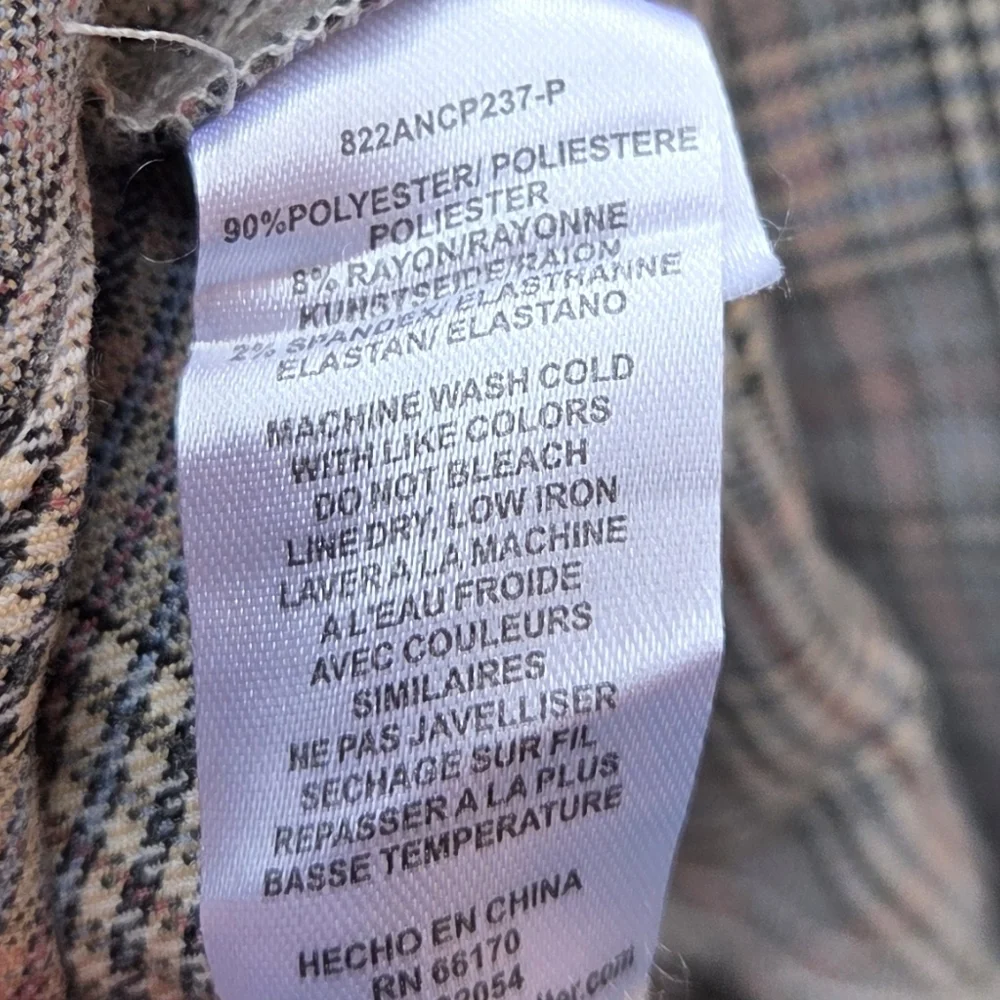 822ANCP237-P
90%POLYESTER/ POLIESTERE
POLIESTER
8% RAYON/RAYONNE
KUNSTSEIDE/RAION
2% SPANDEX/ ELASTHANNE
ELASTAN/ ELASTANO
MACHINE WASH COLD
WITH LIKE COLORS
DO NOT BLEACH
LINE DRY, LOW IRON
LAVER A LA MACHINE
A L'EAU FROIDE
AVEC COULEURS
SIMILAIRES
NE PAS JAVELLISER
SECHAGE SUR FIL
REPASSER A LA PLUS
BASSE TEMPERATURE
HECHO EN CHINA
RN 66170